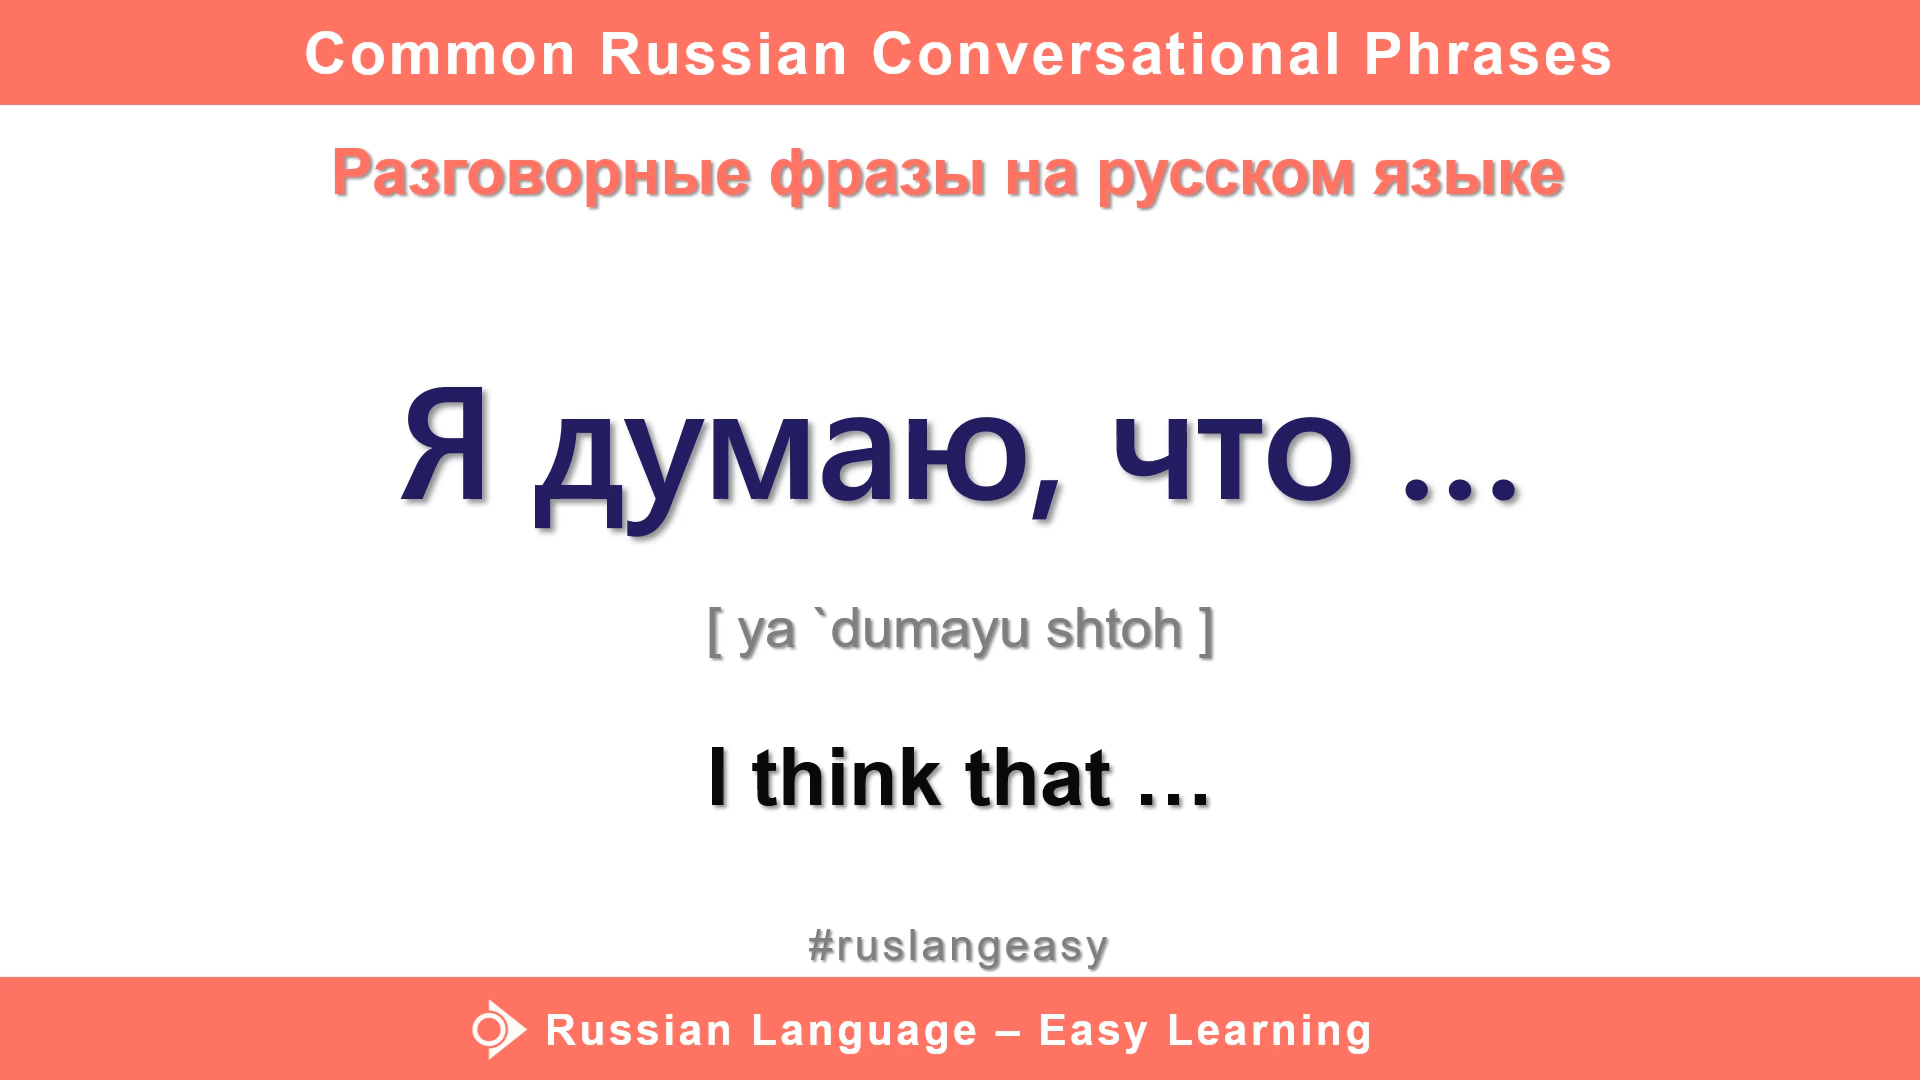 Common Russian Conversational Phrases
Разговорные фразы на русском языке
Я думаю, что ...
[ ya `dumayu shtoh ]
I think that ...
#ruslangeasy
Russian Language – Easy Learning